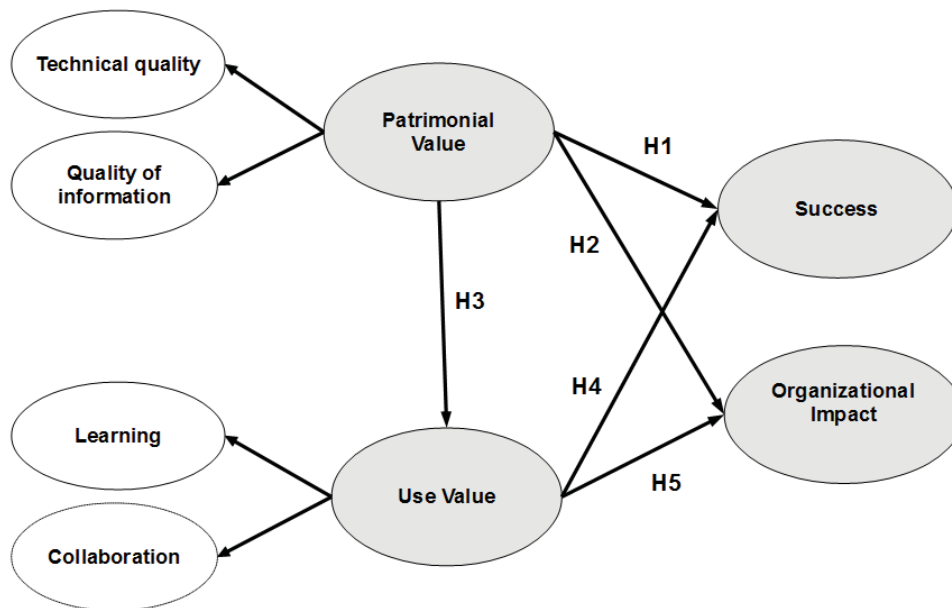 Technical quality
Quality of
information
Patrimonial
Value
H1
Success
H2
H3
H4
Organizational
Impact
Learning
Use Value
H5
Collaboration